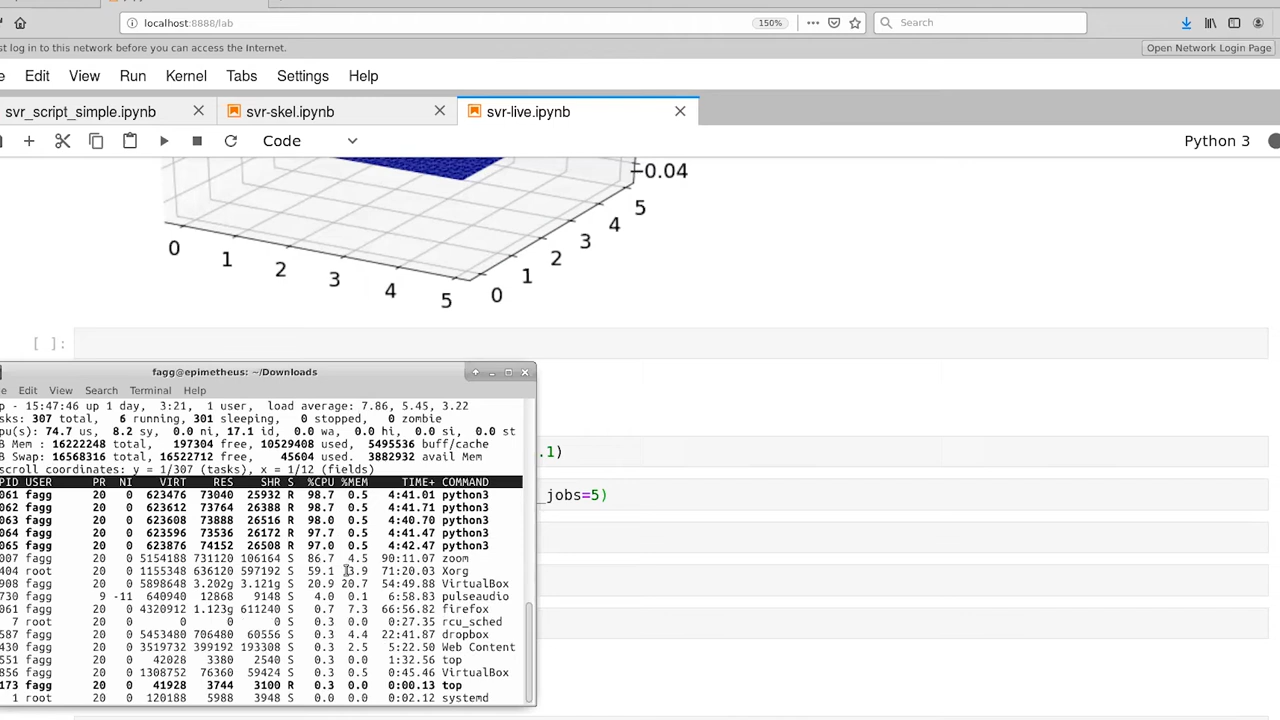 localhost:8888/lab
150%
Search
st log in to this network before you can access the Internet.
Open Network Login Page
Edit View Run Kernel Tabs Settings Help
svr_script_simple.ipynb
svr-skel.ipynb
svr-live.ipynb
Code
Python 3
−0.04
0 1 2 3 4 5
0 1 2 3 4 5
[ ]:
fagg@epimetheus: ~/Downloads
e Edit View Search Terminal Help
p - 15:47:46 up 1 day, 3:21, 1 user, load average: 7.86, 5.45, 3.22
sks: 307 total, 6 running, 301 sleeping, 0 stopped, 0 zombie
pu(s): 74.7 us, 8.2 sy, 0.0 ni, 17.1 id, 0.0 wa, 0.0 hi, 0.0 si, 0.0 st
B Mem : 16222248 total, 197304 free, 10529408 used, 5495536 buff/cache
B Swap: 16568316 total, 16522712 free, 45604 used. 3882932 avail Mem
scroll coordinates: y = 1/307 (tasks), x = 1/12 (fields)
PID USER PR NI VIRT RES SHR S %CPU %MEM TIME+ COMMAND
061 fagg 20 0 623476 73040 25932 R 98.7 0.5 4:41.01 python3
062 fagg 20 0 623612 73764 26388 R 98.7 0.5 4:41.71 python3
063 fagg 20 0 623608 73888 26516 R 98.0 0.5 4:40.70 python3
064 fagg 20 0 623596 73536 26172 R 97.7 0.5 4:41.47 python3
065 fagg 20 0 623876 74152 26508 R 97.0 0.5 4:42.47 python3
007 fagg 20 0 5154188 731120 106164 S 86.7 4.5 90:11.07 zoom
404 root 20 0 1155348 636120 597192 S 59.1 3.9 71:20.03 Xorg
908 fagg 20 0 5898648 3.202g 3.121g S 20.9 20.7 54:49.88 VirtualBox
730 fagg 9 -11 640940 12868 9148 S 4.0 0.1 6:58.83 pulseaudio
061 fagg 20 0 4320912 1.123g 611240 S 0.7 7.3 66:56.82 firefox
7 root 20 0 0 0 0 S 0.3 0.0 0:27.35 rcu_sched
587 fagg 20 0 5453480 706480 60556 S 0.3 4.4 22:41.87 dropbox
430 fagg 20 0 3519732 399192 193308 S 0.3 2.5 5:22.50 Web Content
551 fagg 20 0 42028 3380 2540 S 0.3 0.0 1:32.56 top
856 fagg 20 0 1308752 76360 59424 S 0.3 0.5 0:45.46 VirtualBox
173 fagg 20 0 41928 3744 3100 R 0.3 0.0 0:00.13 top
1 root 20 0 120188 5988 3948 S 0.0 0.0 0:02.12 systemd
.1)
_jobs=5)